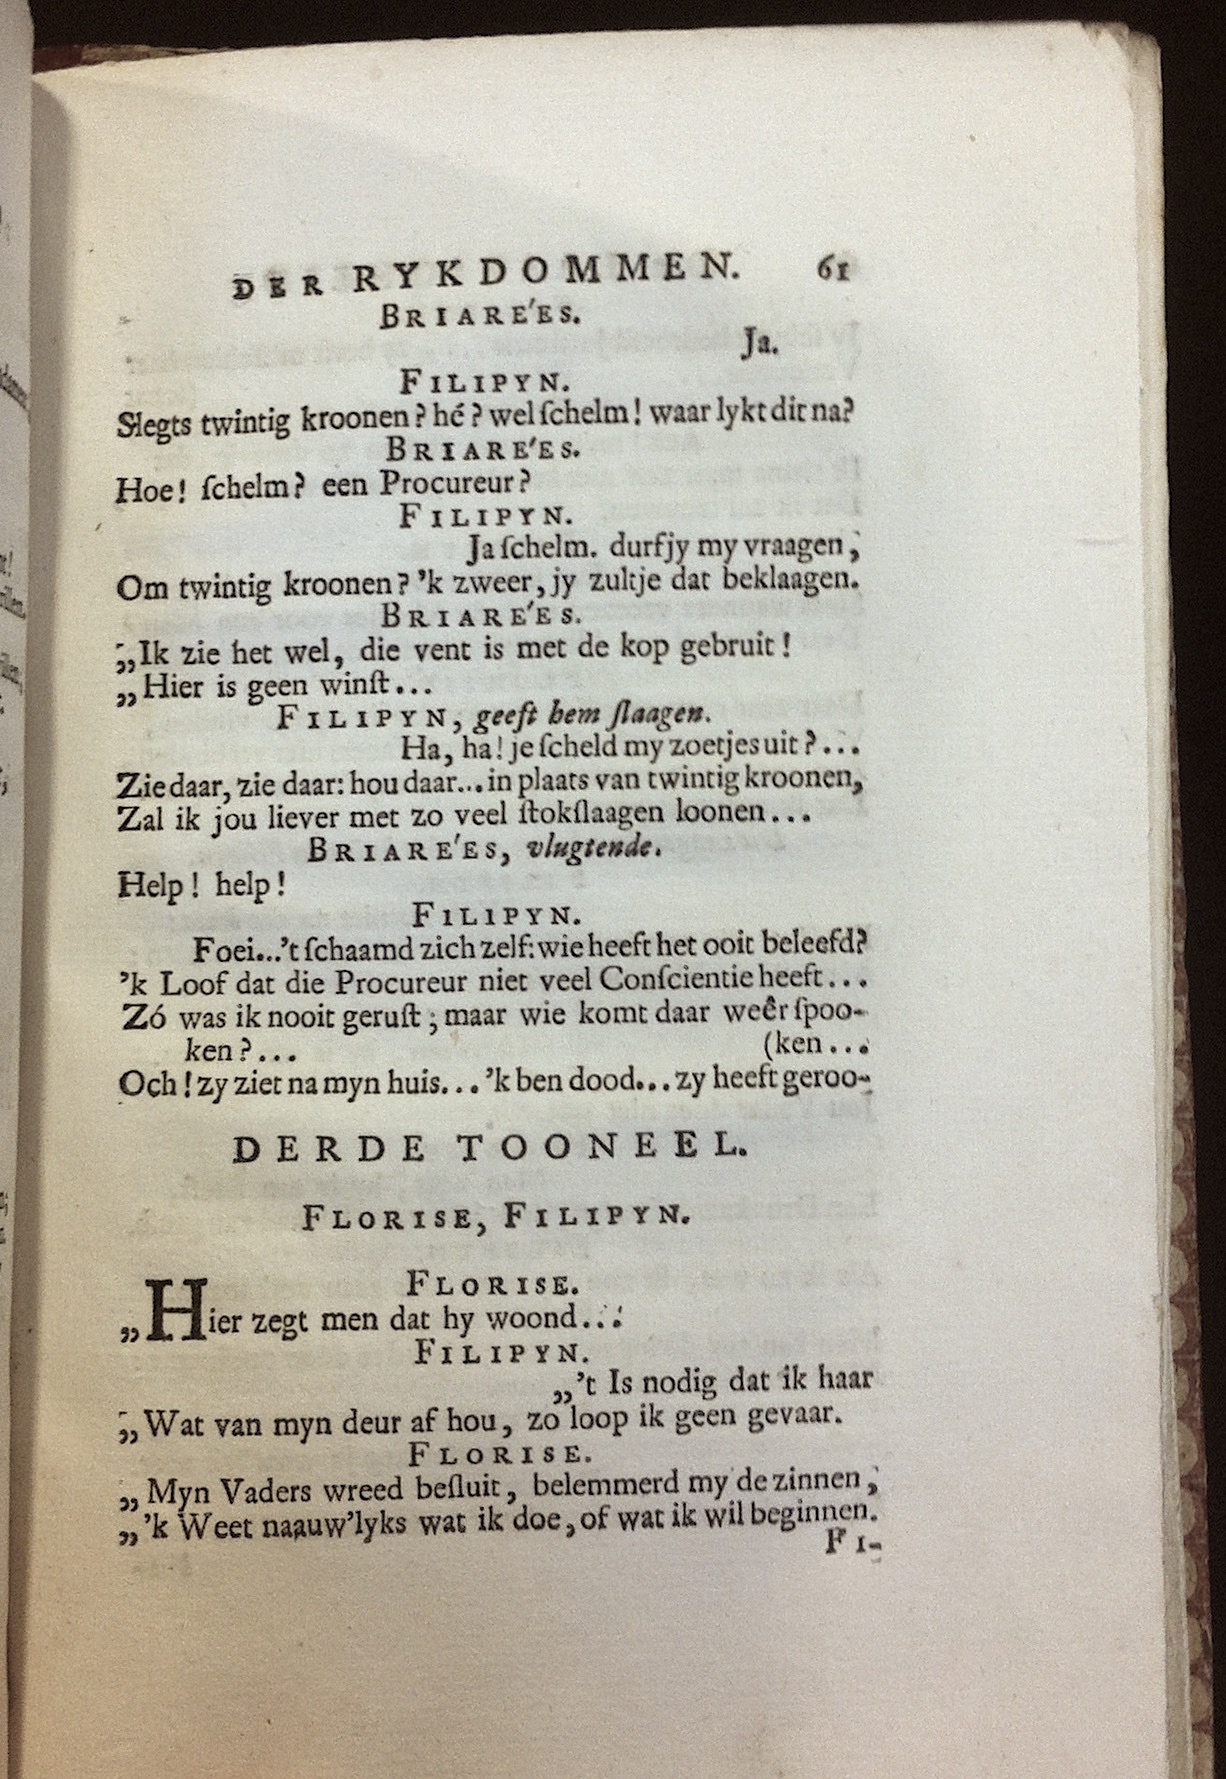 DER RYKDOMMEN. 61
BRIARE'ES.
Ja.
FILIPYN.
Slegts twintig kroonen? hé? wel ſchelm! waar lykt dit na?
BRIARE'ES.
Hoe! ſchelm? een Procureur?
FILIPYN.
Ja ſchelm. durfjy my vraagen,
Om twintig kroonen? 'k zweer, jy zultje dat beklaagen.
BRIARE'ES.
„Ik zie het wel, die vent is met de kop gebruit!
„Hier is geen winſt...
FILIPYN, geeft hem ſlaagen.
Ha, ha! je ſcheld my zoetjes uit?...
Zie daar, zie daar: hou daar... in plaats van twintig kroonen,
Zal ik jou liever met zo veel ſtokſlaagen loonen...
BRIARE'ES, vlugtende.
Help! help!
FILIPYN.
Foei...'t ſchaamd zich zelf: wie heeft het ooit beleefd?
'k Loof dat die Procureur niet veel Conſcientie heeft...
Zó was ik nooit geruſt; maar wie komt daar weêr ſpoo-
ken?... (ken...
Och! zy ziet na myn huis... 'k ben dood... zy heeft geroo-
DERDE TOONEEL.
FLORISE, FILIPYN.
FLORISE.
„Hier zegt men dat hy woond...
FILIPYN.
„'t Is nodig dat ik haar
„Wat van myn deur af hou, zo loop ik geen gevaar.
FLORISE.
„Myn Vaders wreed beſluit, belemmerd my de zinnen,
„'k Weet naauw'lyks wat ik doe, of wat ik wil beginnen.
FI-